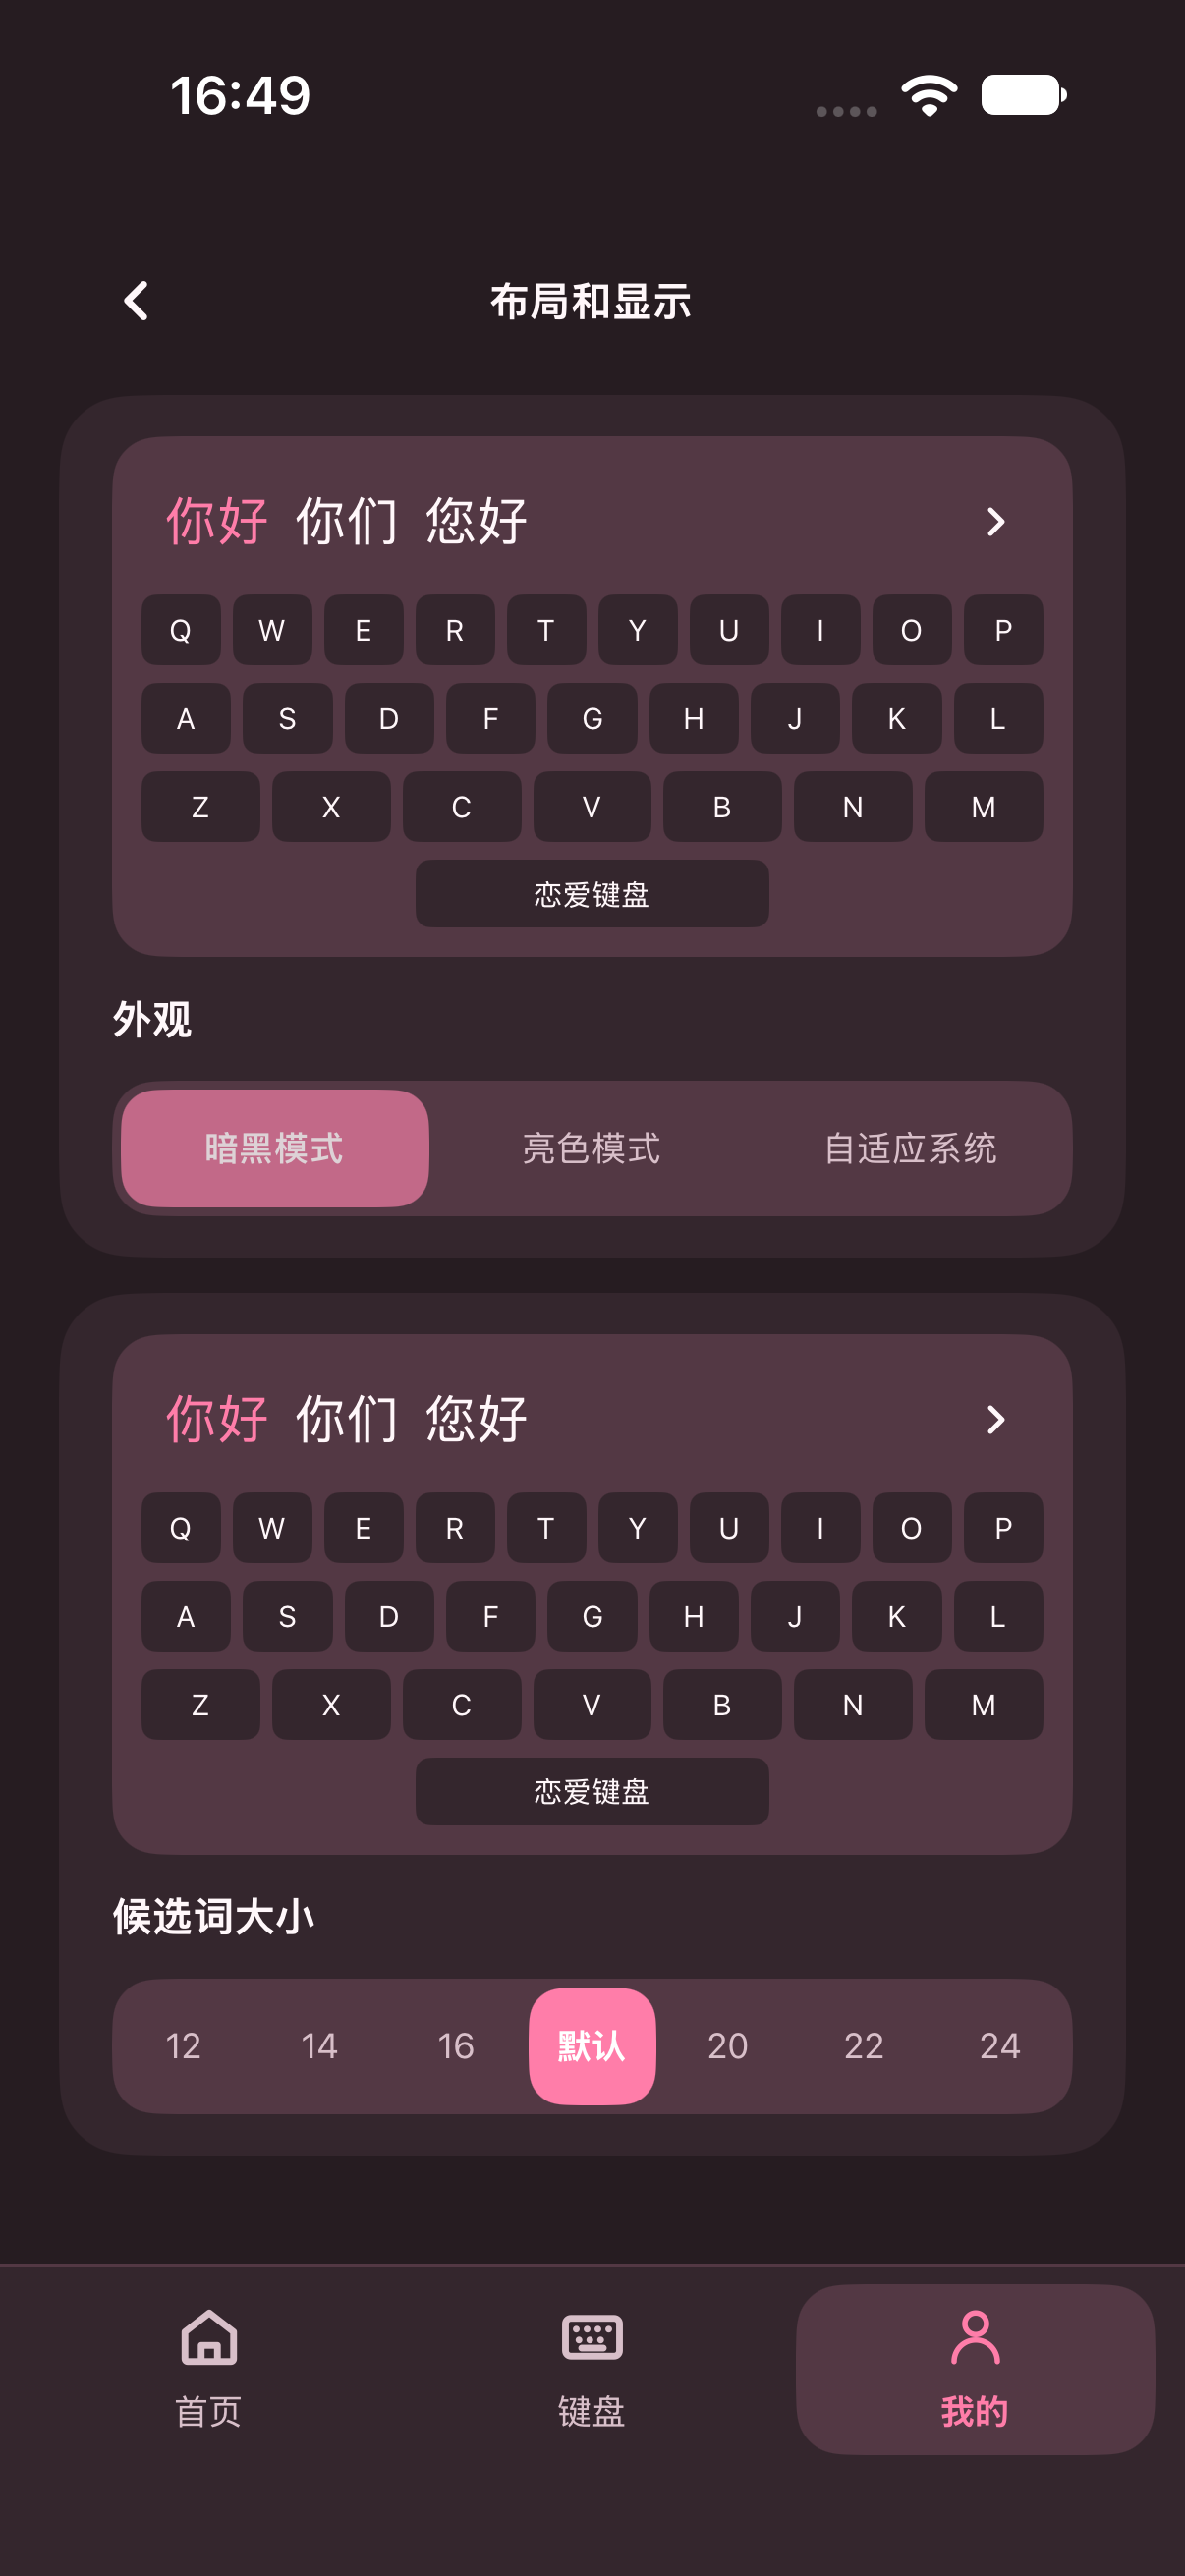 16:49
布局和显示
你好 你们 您好
Q W E R T Y U I O P
A S D F G H J K L
Z X C V B N M
恋爱键盘
外观
暗黑模式 亮色模式 自适应系统
你好 你们 您好
Q W E R T Y U I O P
A S D F G H J K L
Z X C V B N M
恋爱键盘
候选词大小
12 14 16 默认 20 22 24
首页 键盘 我的